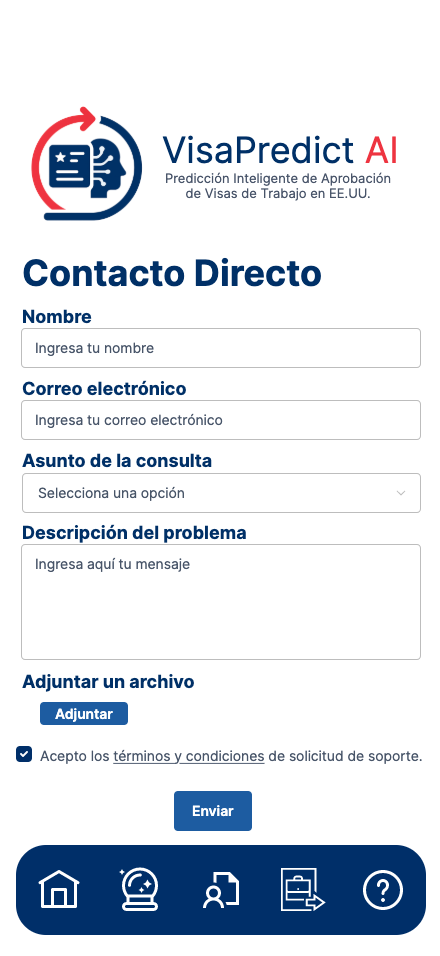 VisaPredict AI
Predicción Inteligente de Aprobación
de Visas de Trabajo en EE.UU.
Contacto Directo
Nombre
Ingresa tu nombre
Correo electrónico
Ingresa tu correo electrónico
Asunto de la consulta
Selecciona una opción
Descripción del problema
Ingresa aquí tu mensaje
Adjuntar un archivo
Adjuntar
Acepto los términos y condiciones de solicitud de soporte.
Enviar